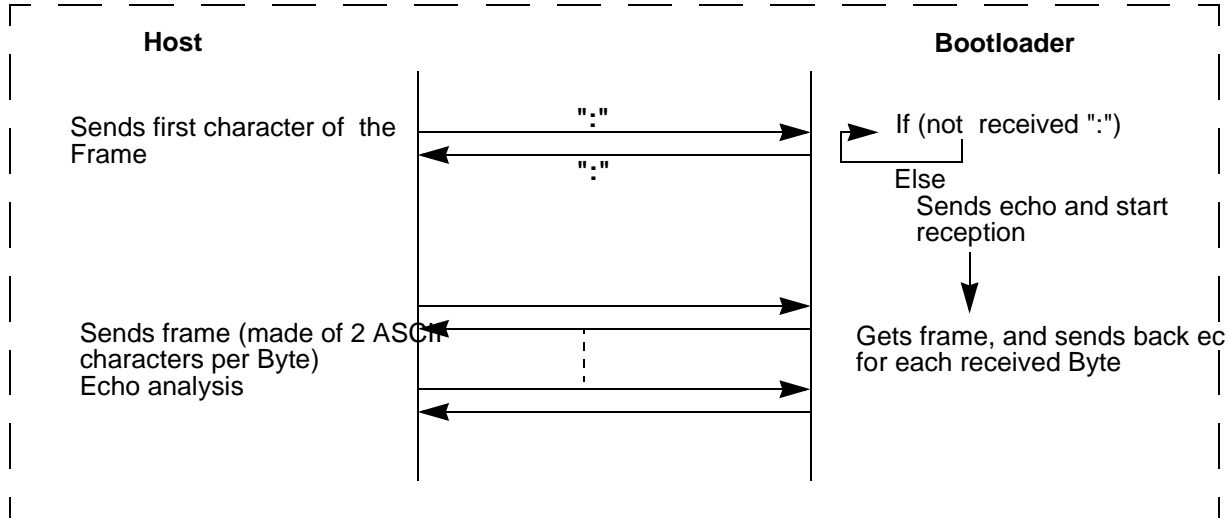 Host
Bootloader
Sends first character of the
Frame
":"
":"
If (not received ":")
Else
Sends echo and start
reception
Sends frame (made of 2 ASCII
characters per Byte)
Echo analysis
Gets frame, and sends back ec
for each received Byte